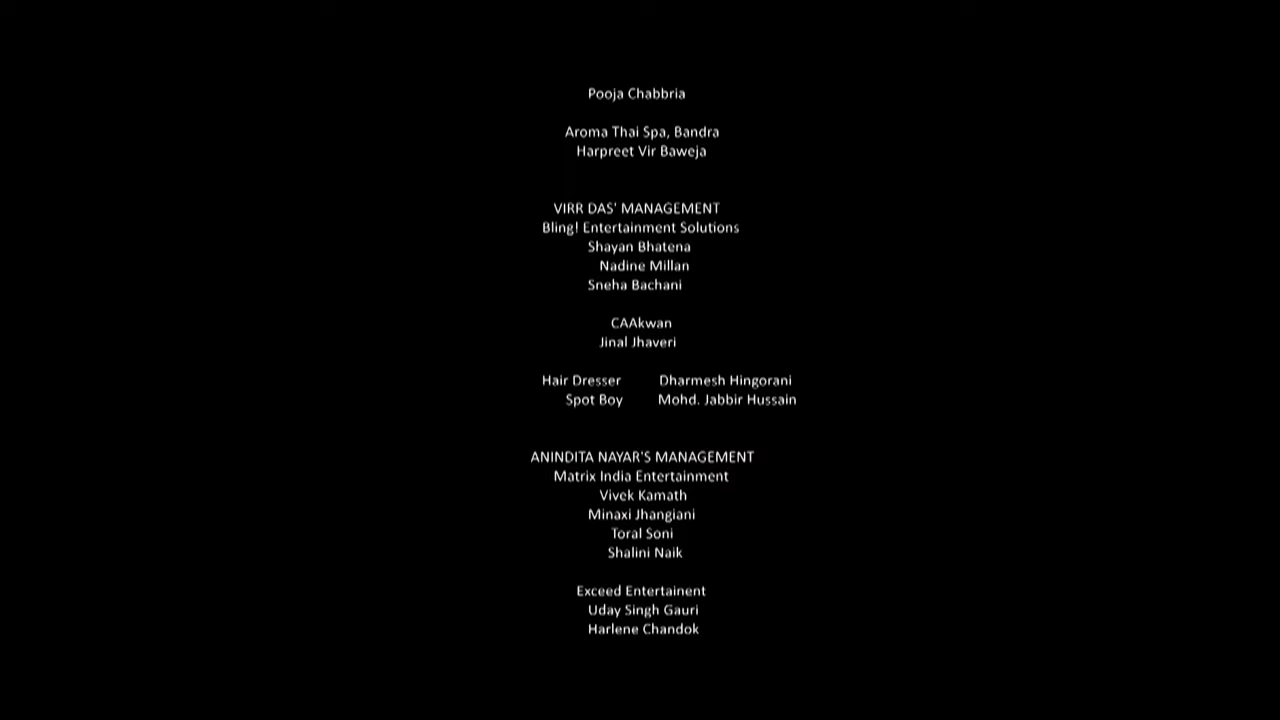 Pooja Chabbria
Aroma Thai Spa, Bandra
Harpreet Vir Baweja
VIRR DAS' MANAGEMENT
Bling! Entertainment Solutions
Shayan Bhatena
Nadine Millan
Sneha Bachani
CAAkwan
Jinal Jhaveri
Hair Dresser Dharmesh Hingorani
Spot Boy Mohd. Jabbir Hussain
ANINDITA NAYAR'S MANAGEMENT
Matrix India Entertainment
Vivek Kamath
Minaxi Jhangiani
Toral Soni
Shalini Naik
Exceed Entertainent
Uday Singh Gauri
Harlene Chandok